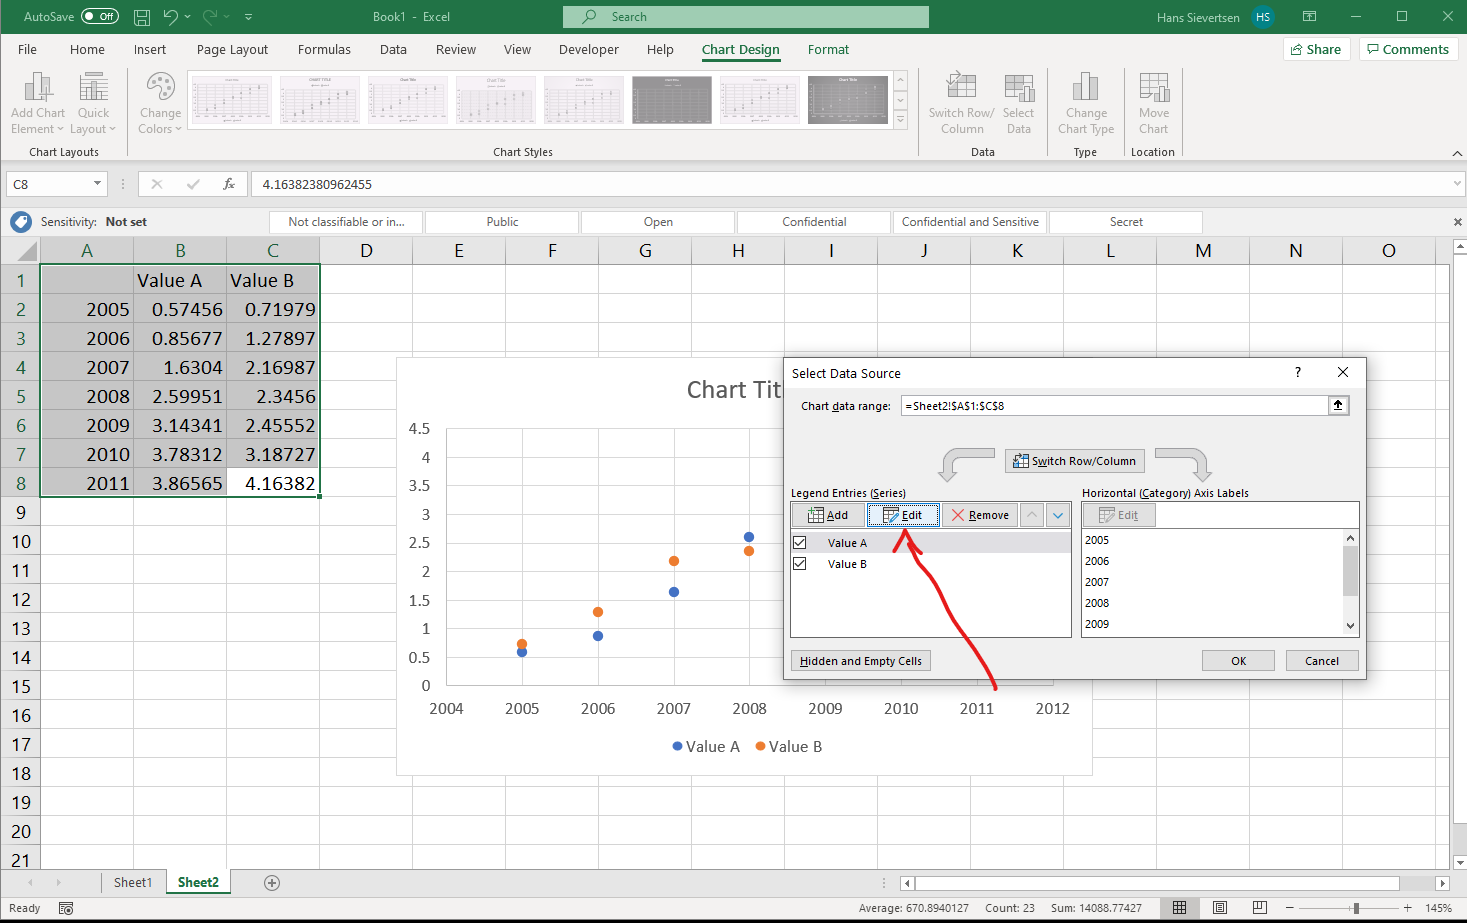 AutoSave Off Book1 - Excel Search Hans Sievertsen HS
File Home Insert Page Layout Formulas Data Review View Developer Help Chart Design Format Share Comments
Add Chart Element Quick Layout Change Colors Switch Row/ Column Select Data Change Chart Type Move Chart
Chart Layouts Chart Styles Data Type Location
C8 fx 4.16382380962455
Sensitivity: Not set Not classifiable or in... Public Open Confidential Confidential and Sensitive Secret
A B C D E F G H I J K L M N O
1 Value A Value B
2 2005 0.57456 0.71979
3 2006 0.85677 1.27897
4 2007 1.6304 2.16987
5 2008 2.59951 2.3456
6 2009 3.14341 2.45552
7 2010 3.78312 3.18727
8 2011 3.86565 4.16382
9
10
11
12
13
14
15
16
17
18
19
20
21
Chart Tit
4.5
4
3.5
3
2.5
2
1.5
1
0.5
0
2004 2005 2006 2007 2008 2009 2010 2011 2012
Value A Value B
Select Data Source ?
Chart data range: =Sheet2!$A$1:$C$8
Switch Row/Column
Legend Entries (Series) Horizontal (Category) Axis Labels
Add Edit Remove Edit
Value A
Value B
2005
2006
2007
2008
2009
Hidden and Empty Cells OK Cancel
Sheet1 Sheet2
Ready Average: 670.8940127 Count: 23 Sum: 14088.77427 145%